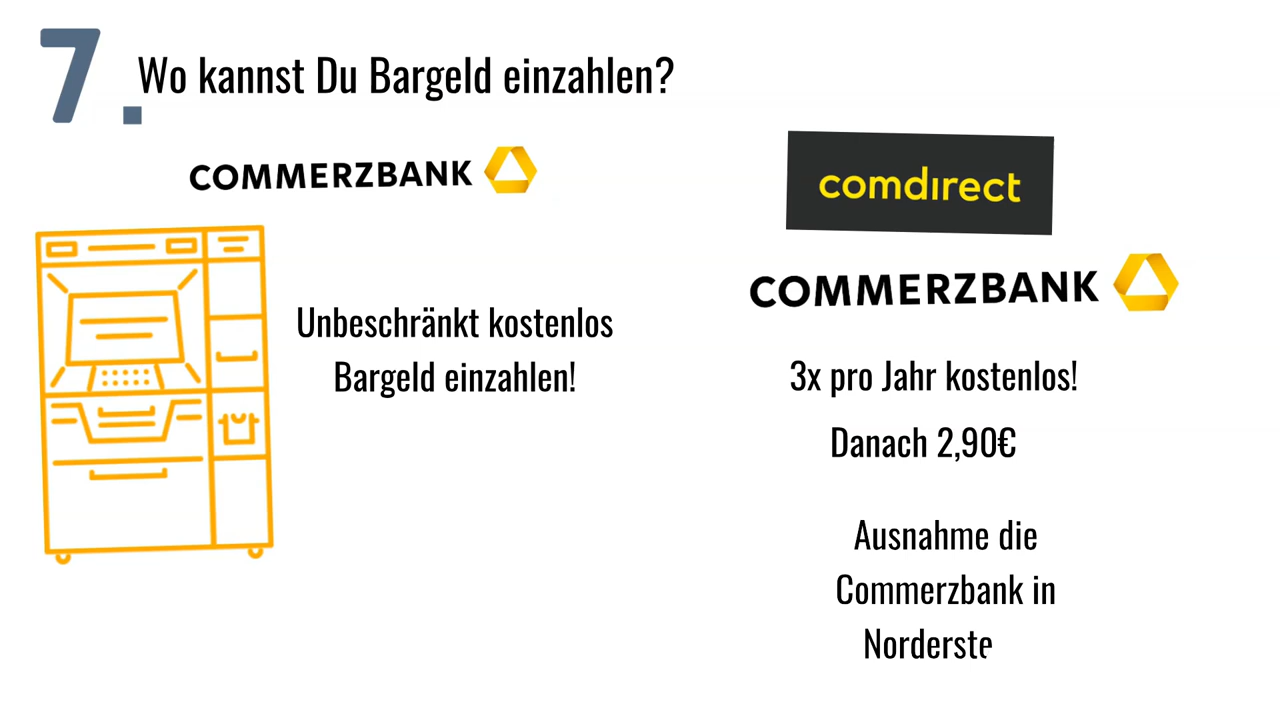 7. Wo kannst Du Bargeld einzahlen?
COMMERZBANK
Unbeschränkt kostenlos
Bargeld einzahlen!
comdirect
COMMERZBANK
3x pro Jahr kostenlos!
Danach 2,90€
Ausnahme die
Commerzbank in
Norderste